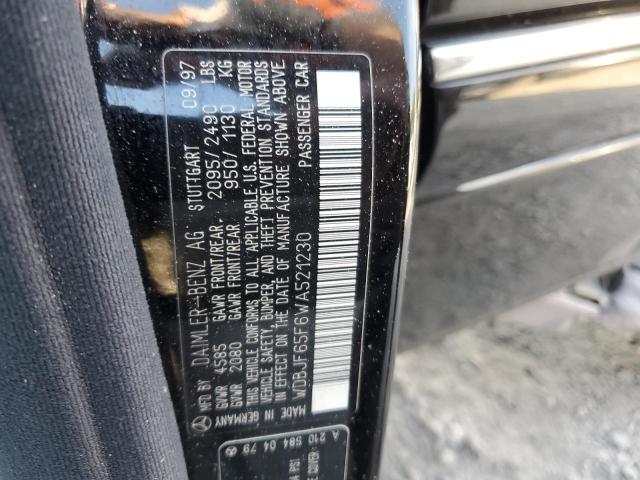 MFD BY DAIMLER-BENZ AG STUTTGART 09/97
GVWR 4585 GAWR FRONT/REAR. 2095/2490 LBS
GVWR 2080 GAWR FRONT/REAR 950/1130 KG
THIS VEHICLE CONFORMS TO ALL APPLICABLE U.S. FEDERAL MOTOR
VEHICLE SAFETY, BUMPER, AND THEFT PREVENTION STANDARDS
IN EFFECT ON THE DATE OF MANUFACTURE SHOWN ABOVE
WDBJF65F6WA521230 PASSENGER CAR
MADE IN GERMANY
A 210 584 04 79
PSI
COVER: